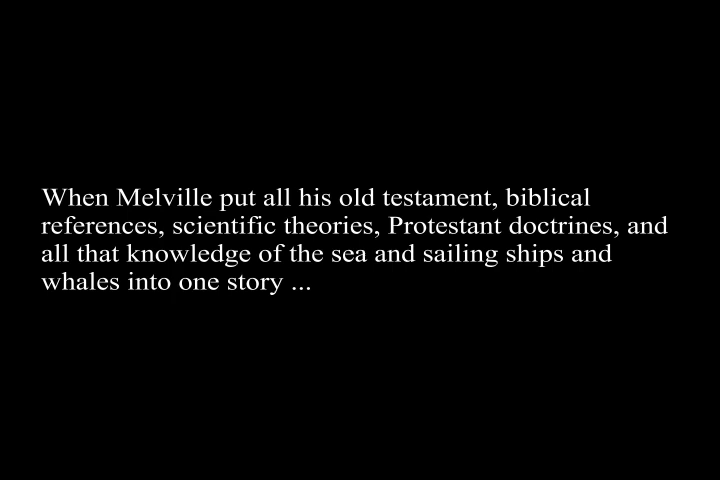 When Melville put all his old testament, biblical
references, scientific theories, Protestant doctrines, and
all that knowledge of the sea and sailing ships and
whales into one story ...